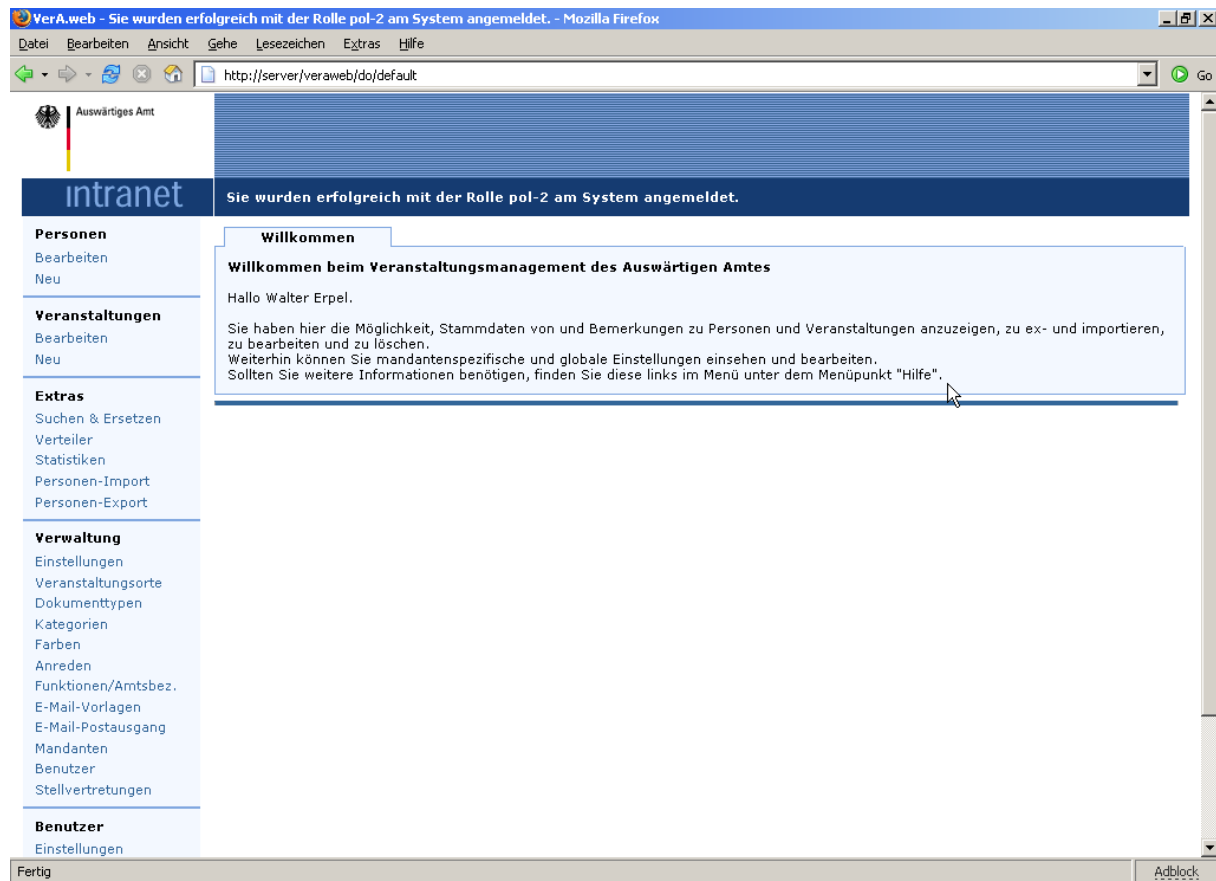 VerA.web - Sie wurden erfolgreich mit der Rolle pol-2 am System angemeldet. - Mozilla Firefox
Datei Bearbeiten Ansicht Gehe Lesezeichen Extras Hilfe
http://server/veraweb/do/default
Go
Auswärtiges Amt
intranet
Sie wurden erfolgreich mit der Rolle pol-2 am System angemeldet.
Personen
Bearbeiten
Neu
Veranstaltungen
Bearbeiten
Neu
Extras
Suchen & Ersetzen
Verteiler
Statistiken
Personen-Import
Personen-Export
Verwaltung
Einstellungen
Veranstaltungsorte
Dokumenttypen
Kategorien
Farben
Anreden
Funktionen/Amtsbez.
E-Mail-Vorlagen
E-Mail-Postausgang
Mandanten
Benutzer
Stellvertretungen
Benutzer
Einstellungen
Willkommen
Willkommen beim Veranstaltungsmanagement des Auswärtigen Amtes
Hallo Walter Erpel.
Sie haben hier die Möglichkeit, Stammdaten von und Bemerkungen zu Personen und Veranstaltungen anzuzeigen, zu ex- und importieren,
zu bearbeiten und zu löschen.
Weiterhin können Sie mandantenspezifische und globale Einstellungen einsehen und bearbeiten.
Sollten Sie weitere Informationen benötigen, finden Sie diese links im Menü unter dem Menüpunkt "Hilfe".
Fertig
Adblock